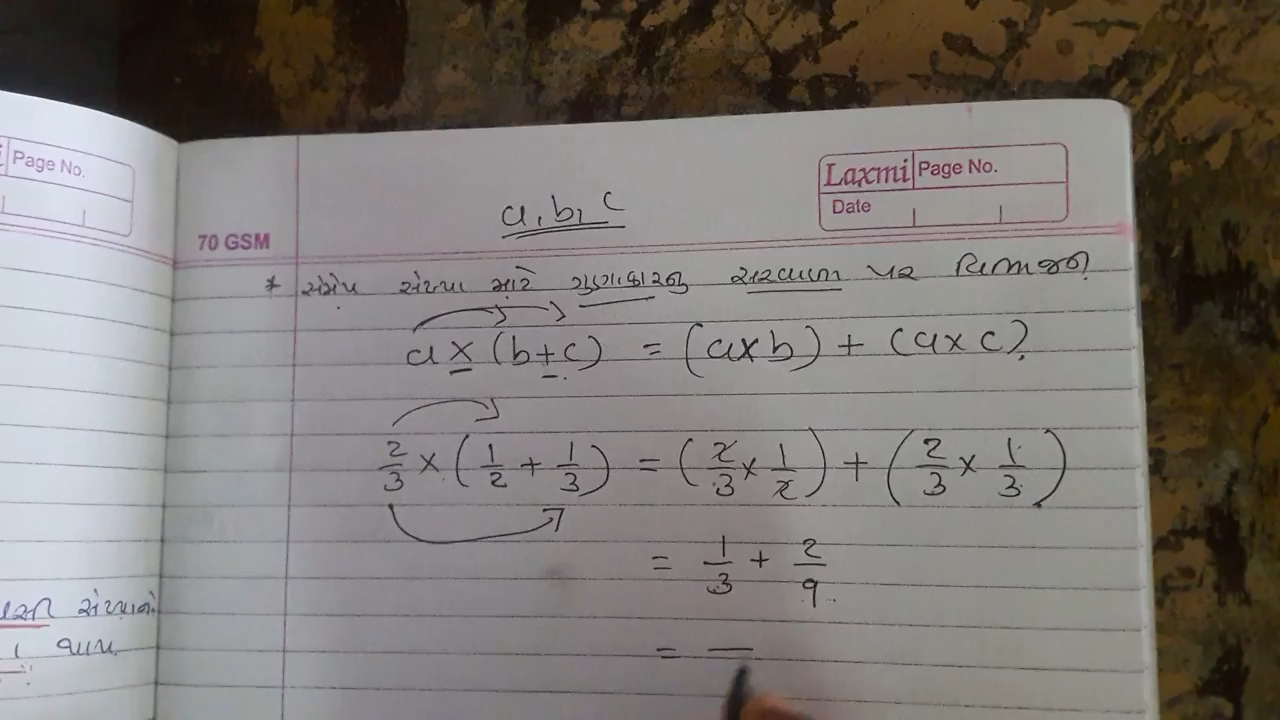 Page No.
Laxmi Page No.
Date
70 GSM
a, b, c
* સંમેય સંખ્યા માટે ગુણાકારનું સરવાળા પર વિભાજન
a × (b + c) = (a × b) + (a × c)
2/3 × (1/2 + 1/3) = (2/3 × 1/2) + (2/3 × 1/3)
= 1/3 + 2/9
= —
સંખ્યાનો
1 થાય